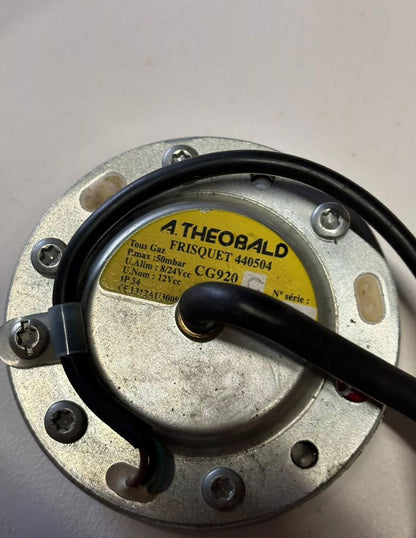 A.THEOBALD
FRISQUET 440504
Tous Gaz
P.max :50mbar
U.Alim : 8/24Vcc CG920
U.Nom : 12Vcc
IP 54
N° série :